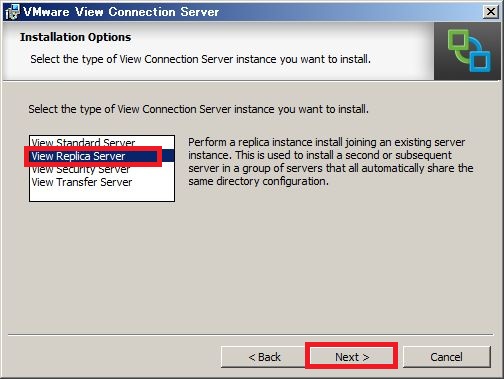 VMware View Connection Server
Installation Options
Select the type of View Connection Server instance you want to install.
Select the type of View Connection Server instance you want to install.
View Standard Server
View Replica Server
View Security Server
View Transfer Server
Perform a replica instance install joining an existing server
instance. This is used to install a second or subsequent
server in a group of servers that all automatically share the
same directory configuration.
< Back
Next >
Cancel